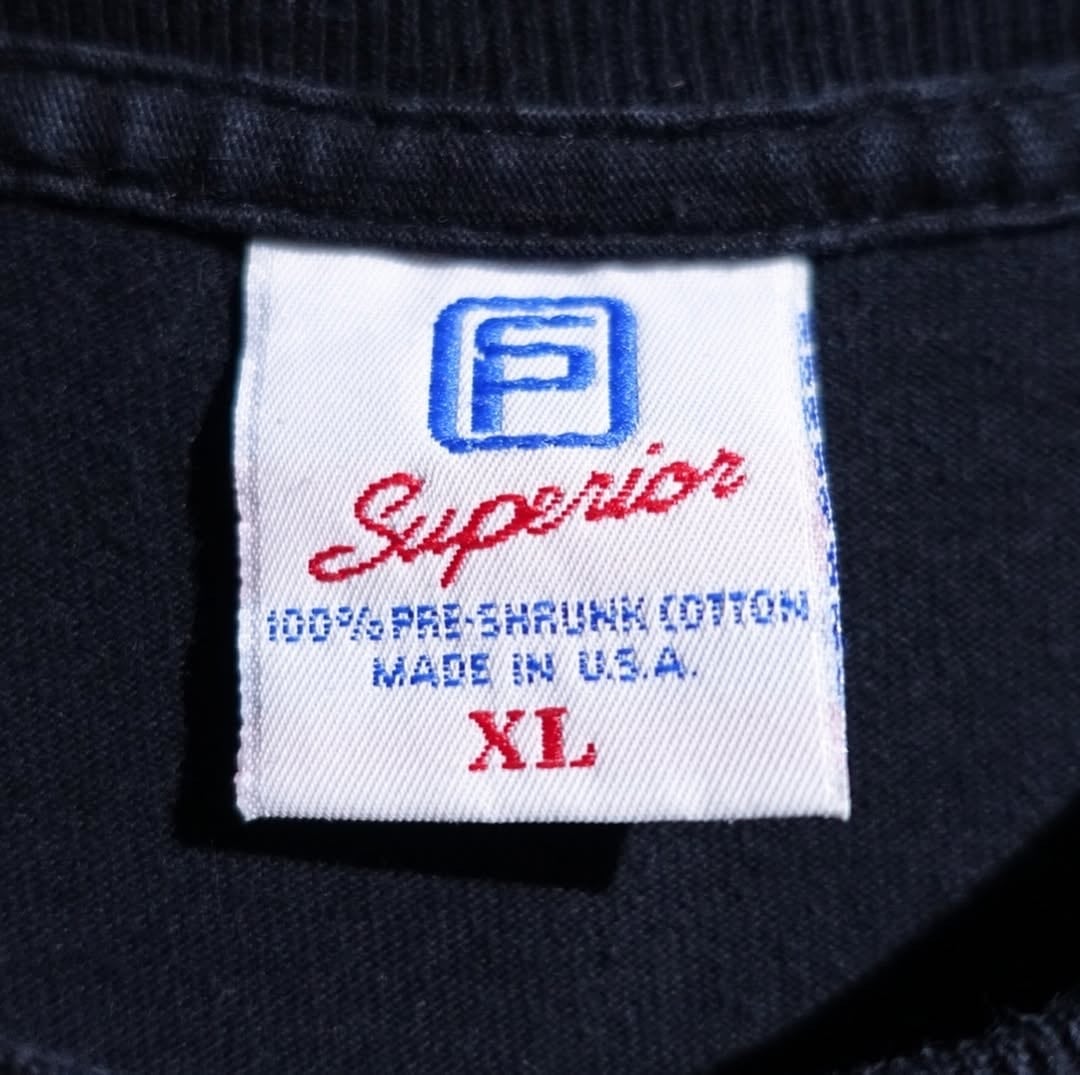 Superior
100% PRE-SHRUNK COTTON
MADE IN U.S.A.
XL